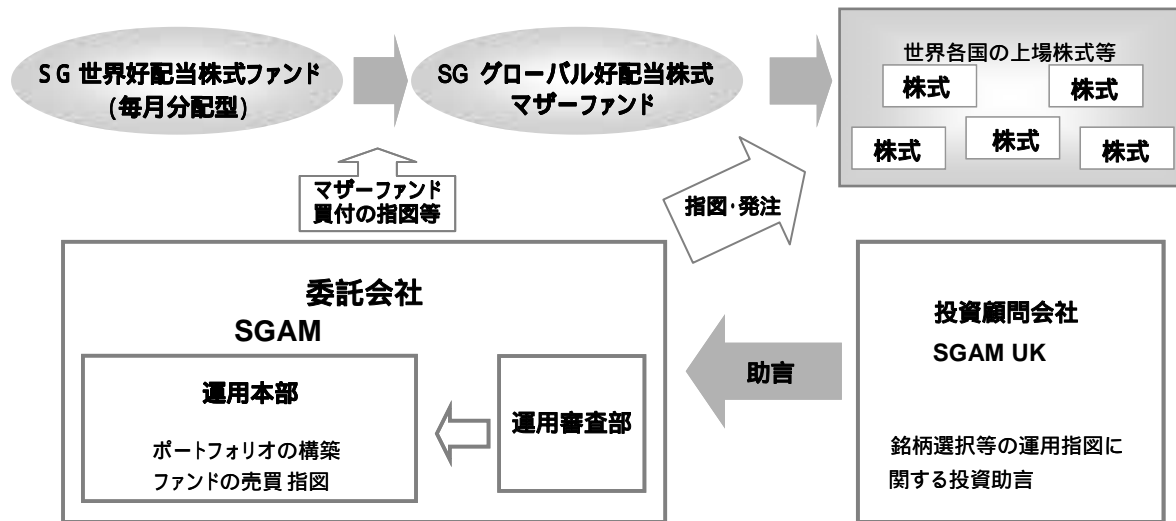 SG 世界好配当株式ファンド
(毎月分配型)
SG グローバル好配当株式
マザーファンド
世界各国の上場株式等
株式
株式
株式
株式
株式
マザーファンド
買付の指図等
指図・発注
委託会社
SGAM
運用本部
ポートフォリオの構築
ファンドの売買 指図
運用審査部
助言
投資顧問会社
SGAM UK
銘柄選択等の運用指図に
関する投資助言